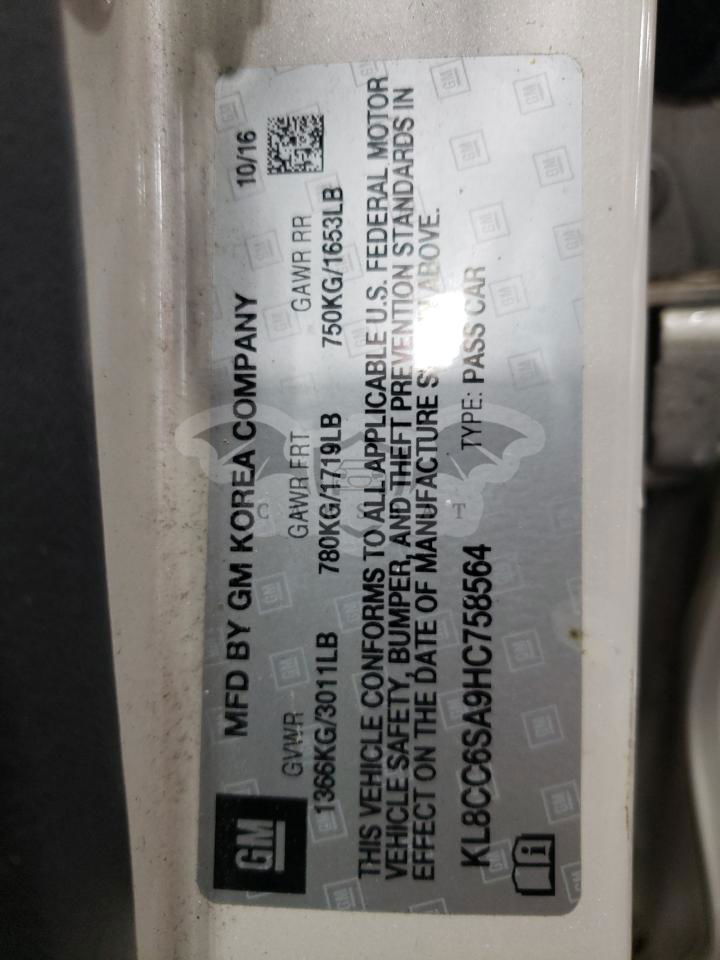 GM
MFD BY GM KOREA COMPANY 10/16
GVWR GAWR FRT GAWR RR
1366KG/3011LB 780KG/1719LB 750KG/1653LB
THIS VEHICLE CONFORMS TO ALL APPLICABLE U.S. FEDERAL MOTOR
VEHICLE SAFETY, BUMPER, AND THEFT PREVENTION STANDARDS IN
EFFECT ON THE DATE OF MANUFACTURE ABOVE.
KL8CC6SA9HC758564 TYPE: PASS CAR